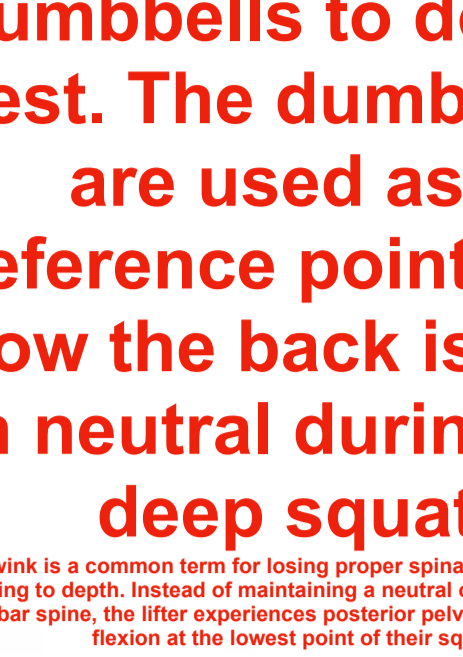 umbbells to d
est. The dumb
are used as
eference point
ow the back is
neutral durin
deep squat
wink is a common term for losing proper spina
ing to depth. Instead of maintaining a neutral
bar spine, the lifter experiences posterior pelv
flexion at the lowest point of their sq